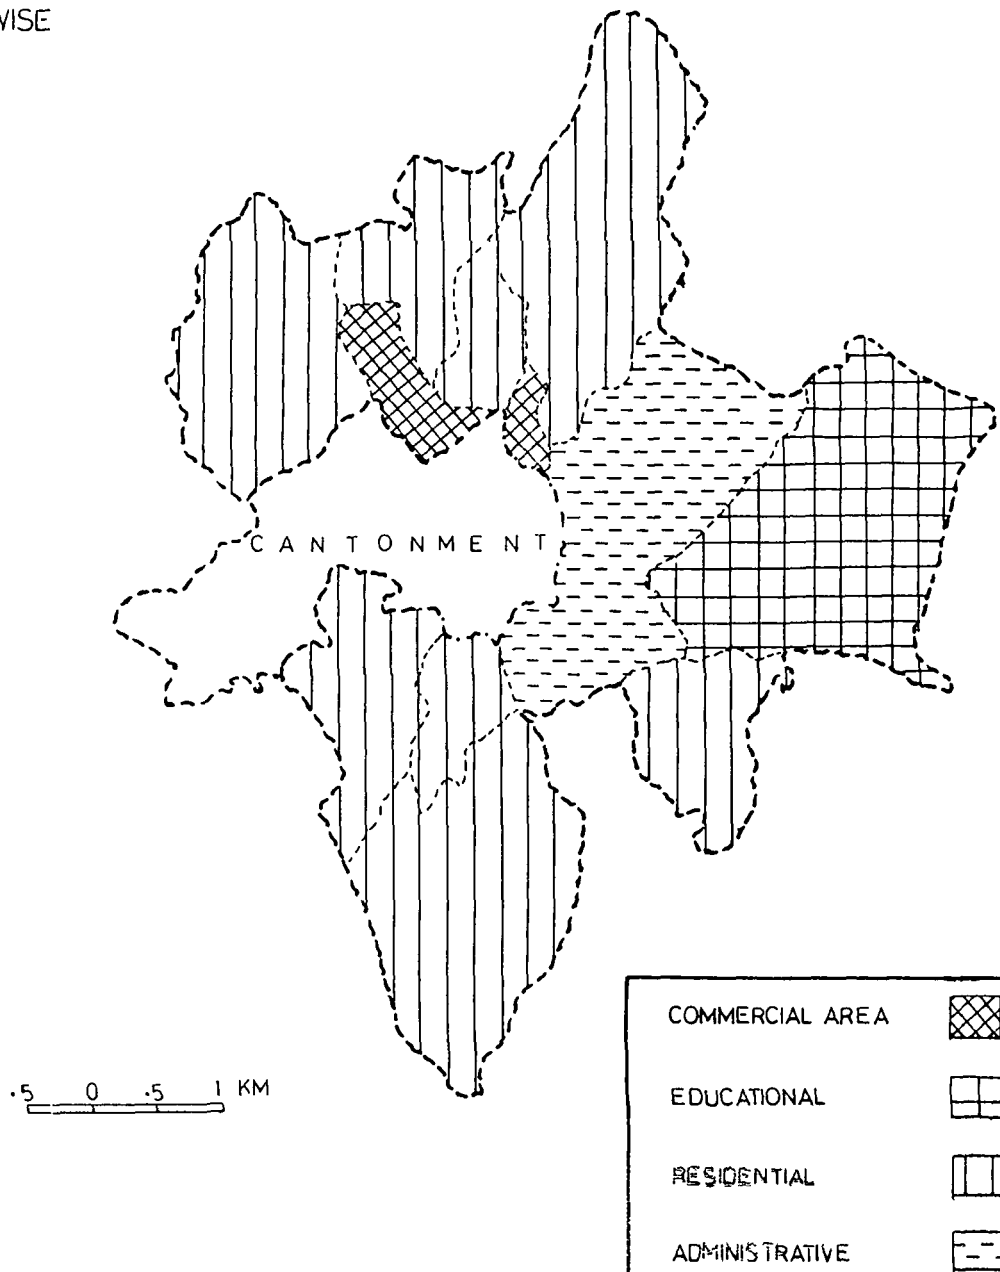 WISE
CANTONMENT
.5 0 .5 1 KM
COMMERCIAL AREA
EDUCATIONAL
RESIDENTIAL
ADMINISTRATIVE